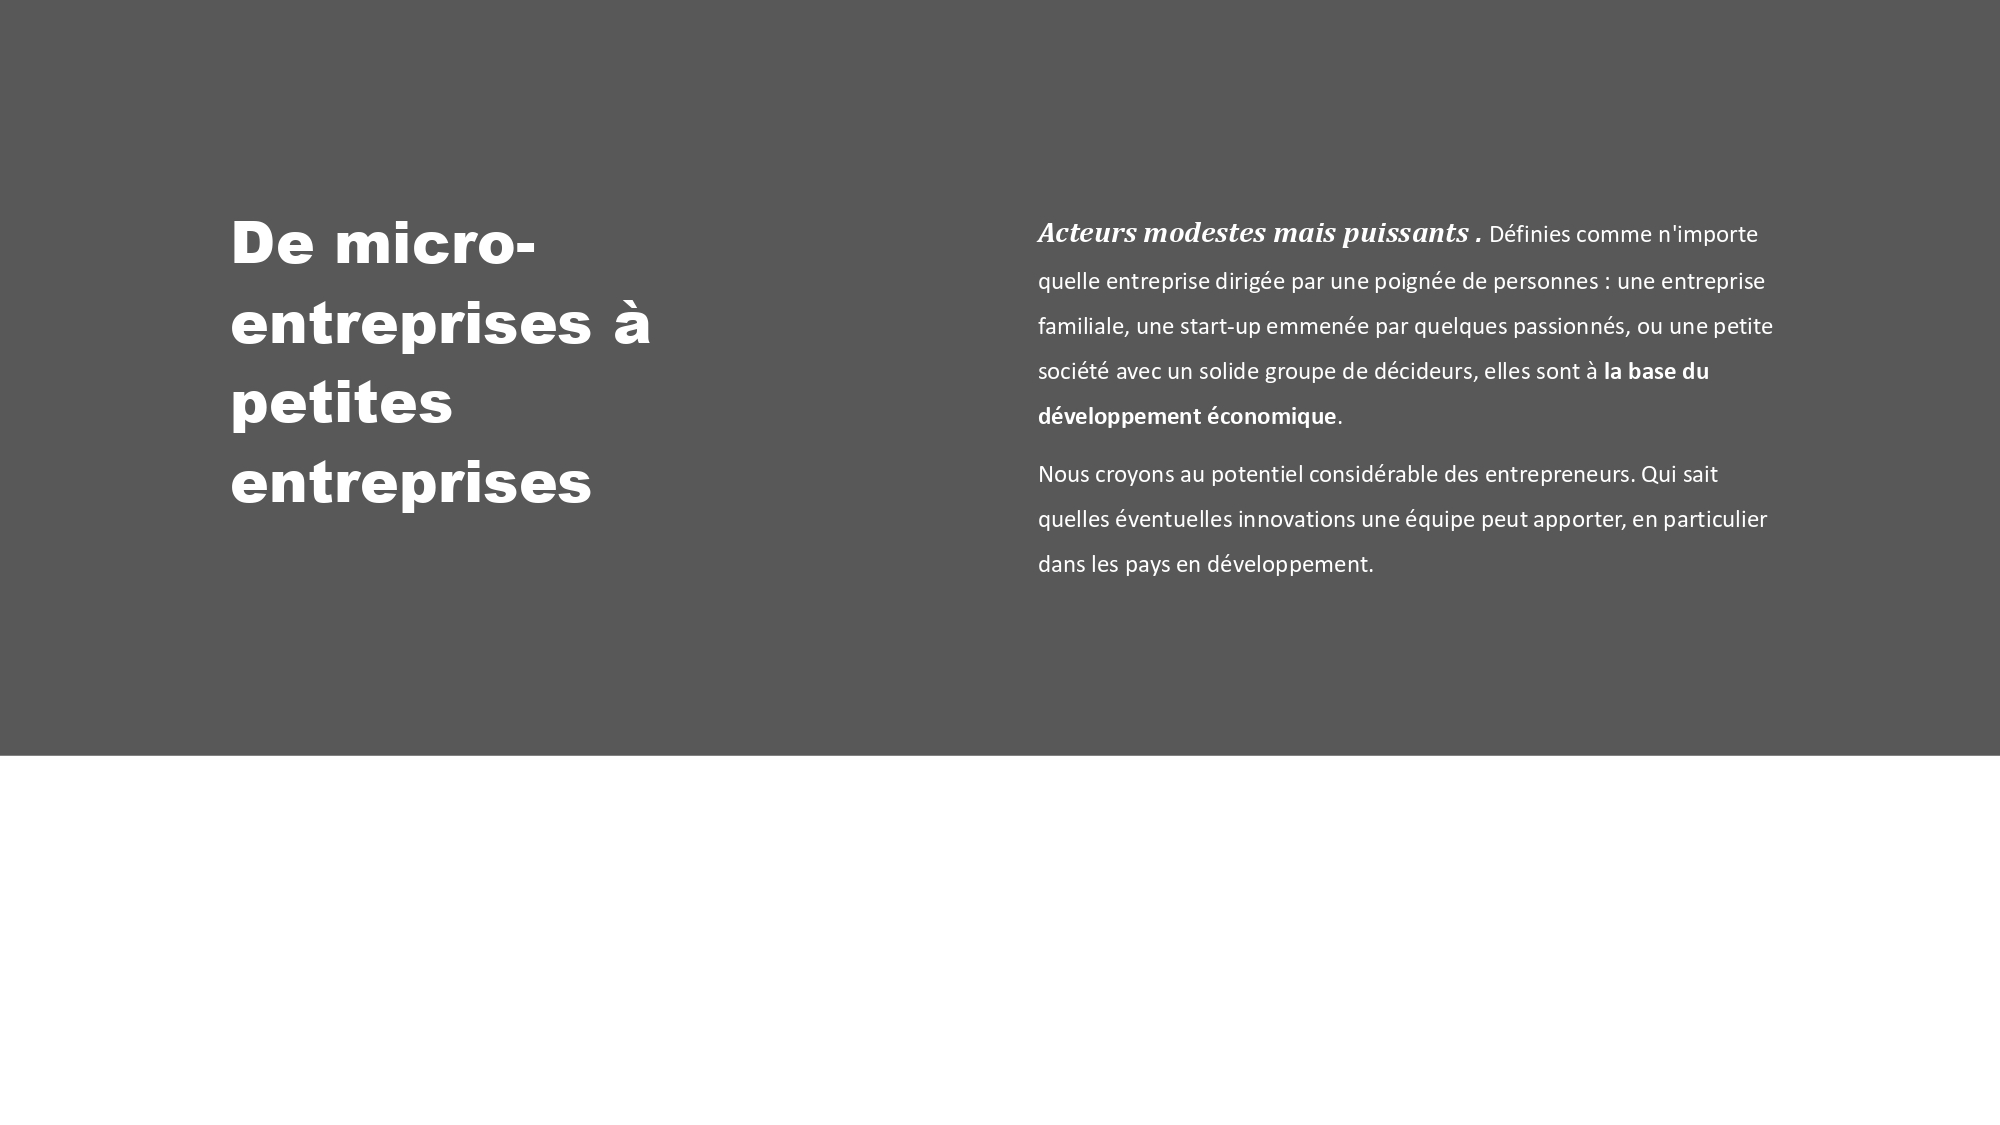 De micro-
entreprises à
petites
entreprises
Acteurs modestes mais puissants . Définies comme n'importe
quelle entreprise dirigée par une poignée de personnes : une entreprise
familiale, une start-up emmenée par quelques passionnés, ou une petite
société avec un solide groupe de décideurs, elles sont à la base du
développement économique.
Nous croyons au potentiel considérable des entrepreneurs. Qui sait
quelles éventuelles innovations une équipe peut apporter, en particulier
dans les pays en développement.